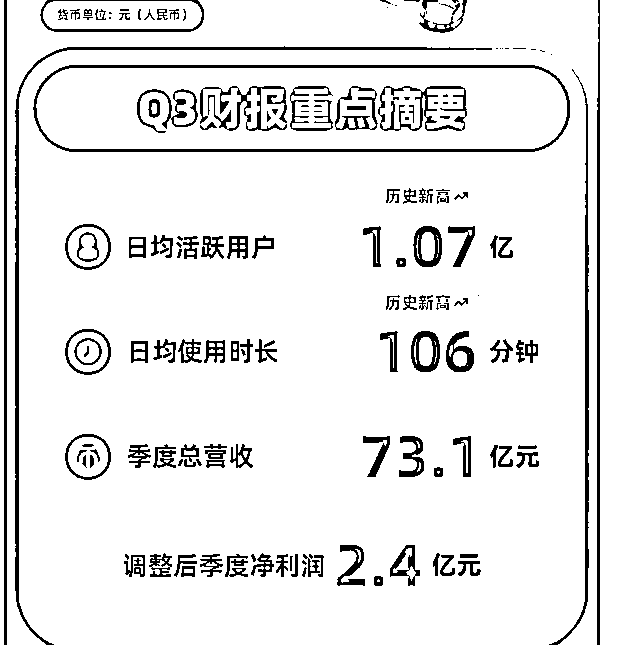 货币单位：元（人民币）
Q3财报重点摘要
历史新高
日均活跃用户 1.07 亿
历史新高
日均使用时长 106 分钟
季度总营收 73.1 亿元
调整后季度净利润 2.4 亿元